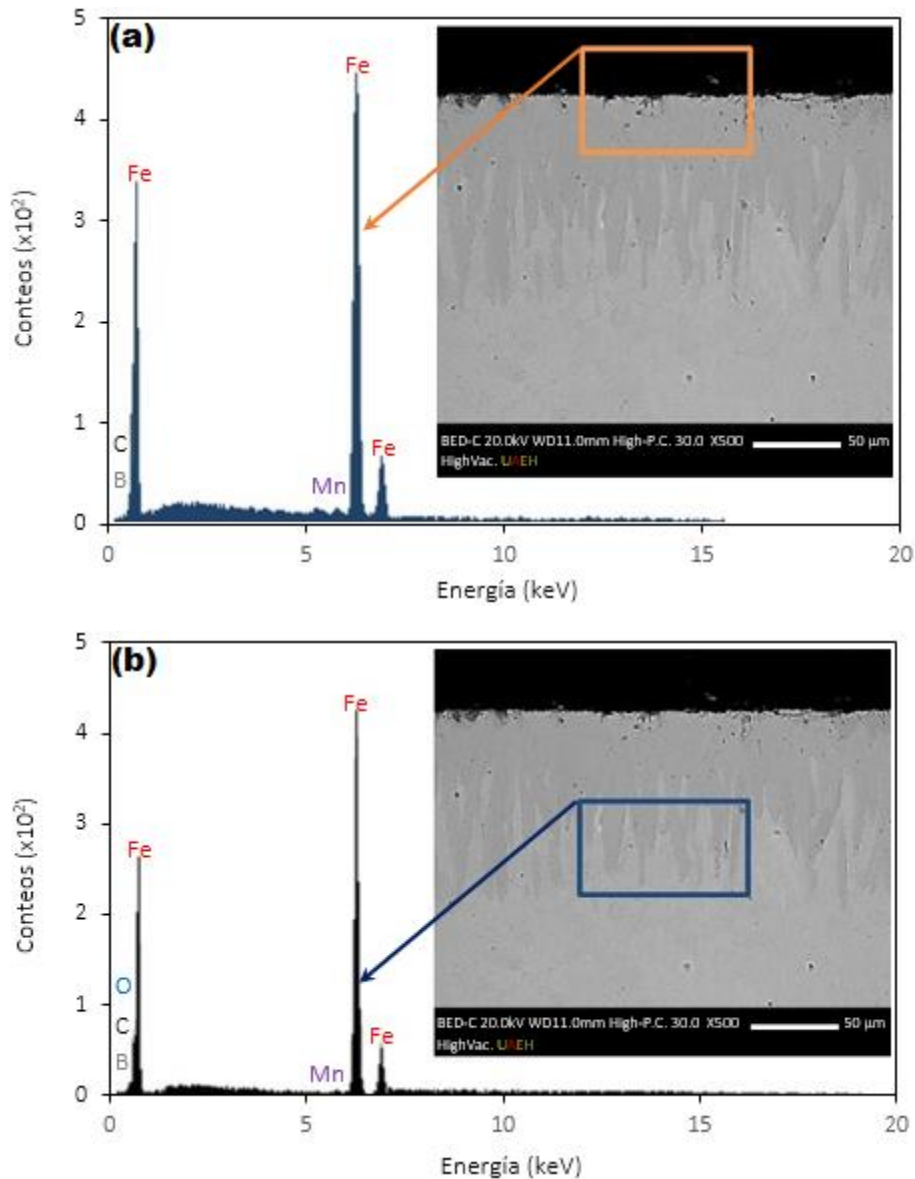 (a)
5
4
3
2
1
0
Conteos (x10²)
Fe
Fe
Fe
C
B
Mn
0 5 10 15 20
Energía (keV)
BED-C 20.0kV WD11.0mm High-P.C. 30.0 X500 50 µm
HighVac. UAEH
(b)
5
4
3
2
1
0
Conteos (x10²)
Fe
Fe
Fe
O
C
B
Mn
0 5 10 15 20
Energía (keV)
BED-C 20.0kV WD11.0mm High-P.C. 30.0 X500 50 µm
HighVac. UAEH